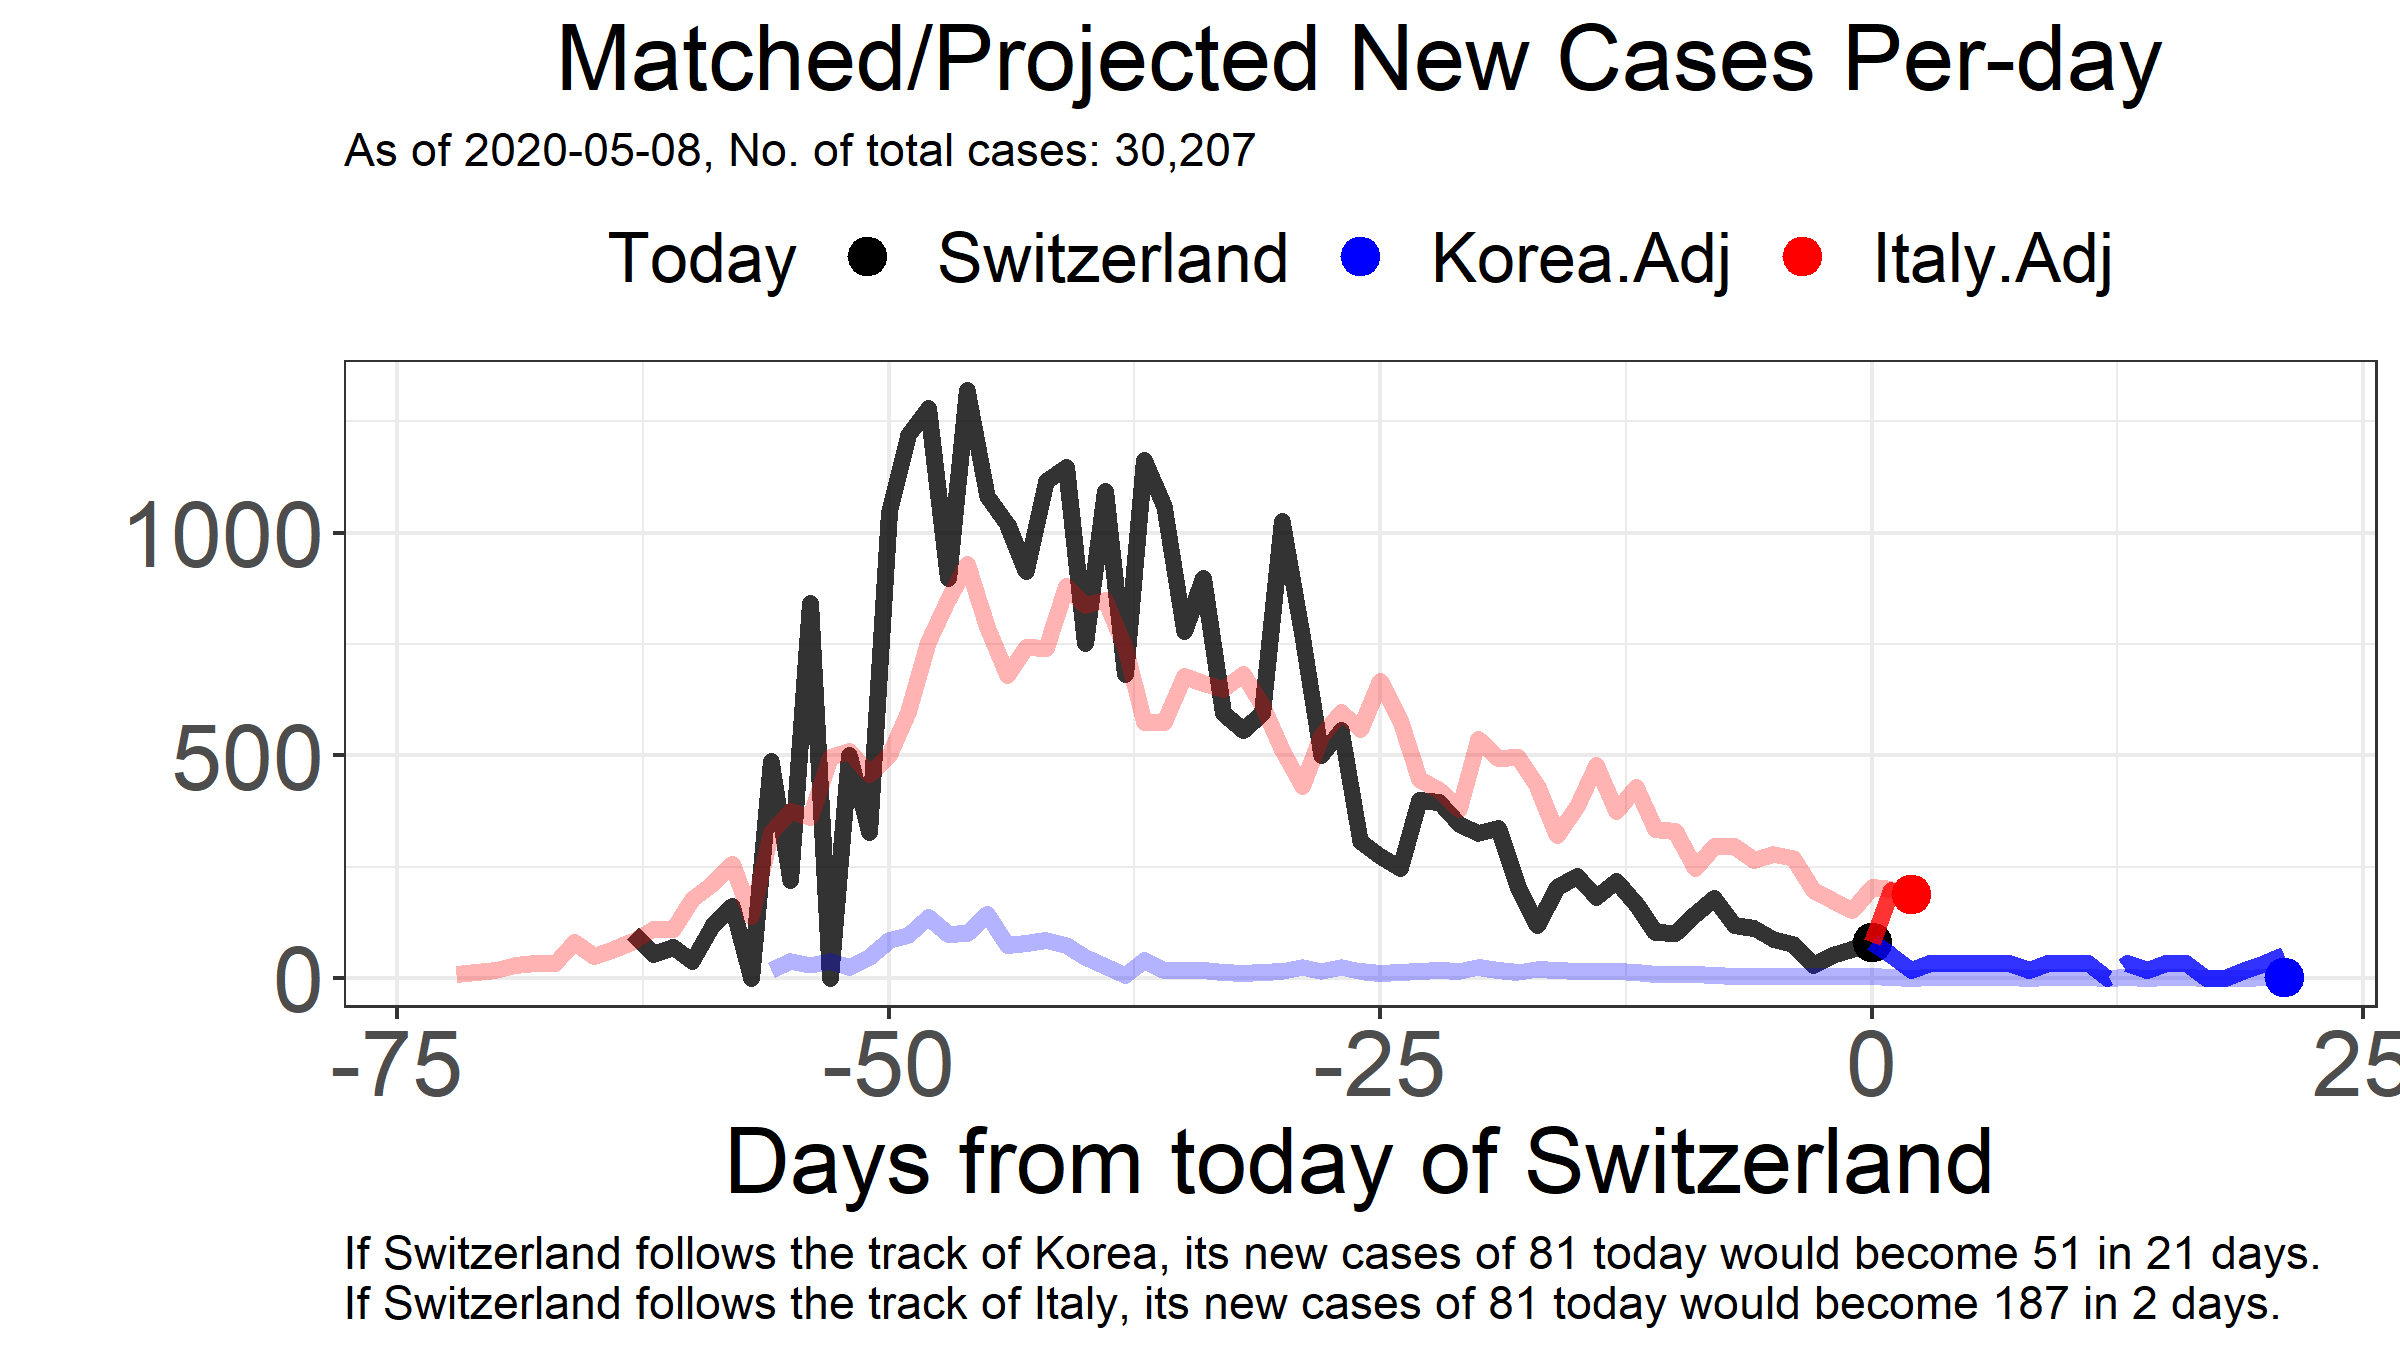 Matched/Projected New Cases Per-day
As of 2020-05-08, No. of total cases: 30,207
Today Switzerland Korea.Adj Italy.Adj
1000
500
0
-75 -50 -25 0 25
Days from today of Switzerland
If Switzerland follows the track of Korea, its new cases of 81 today would become 51 in 21 days.
If Switzerland follows the track of Italy, its new cases of 81 today would become 187 in 2 days.